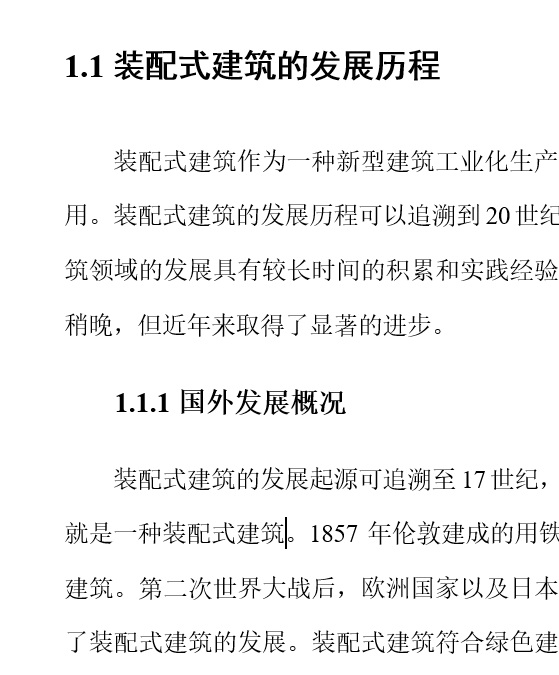 1.1 装配式建筑的发展历程
装配式建筑作为一种新型建筑工业化生产
用。装配式建筑的发展历程可以追溯到 20 世纪
筑领域的发展具有较长时间的积累和实践经验
稍晚，但近年来取得了显著的进步。
1.1.1 国外发展概况
装配式建筑的发展起源可追溯至 17 世纪，
就是一种装配式建筑。1857 年伦敦建成的用铁
建筑。第二次世界大战后，欧洲国家以及日本
了装配式建筑的发展。装配式建筑符合绿色建